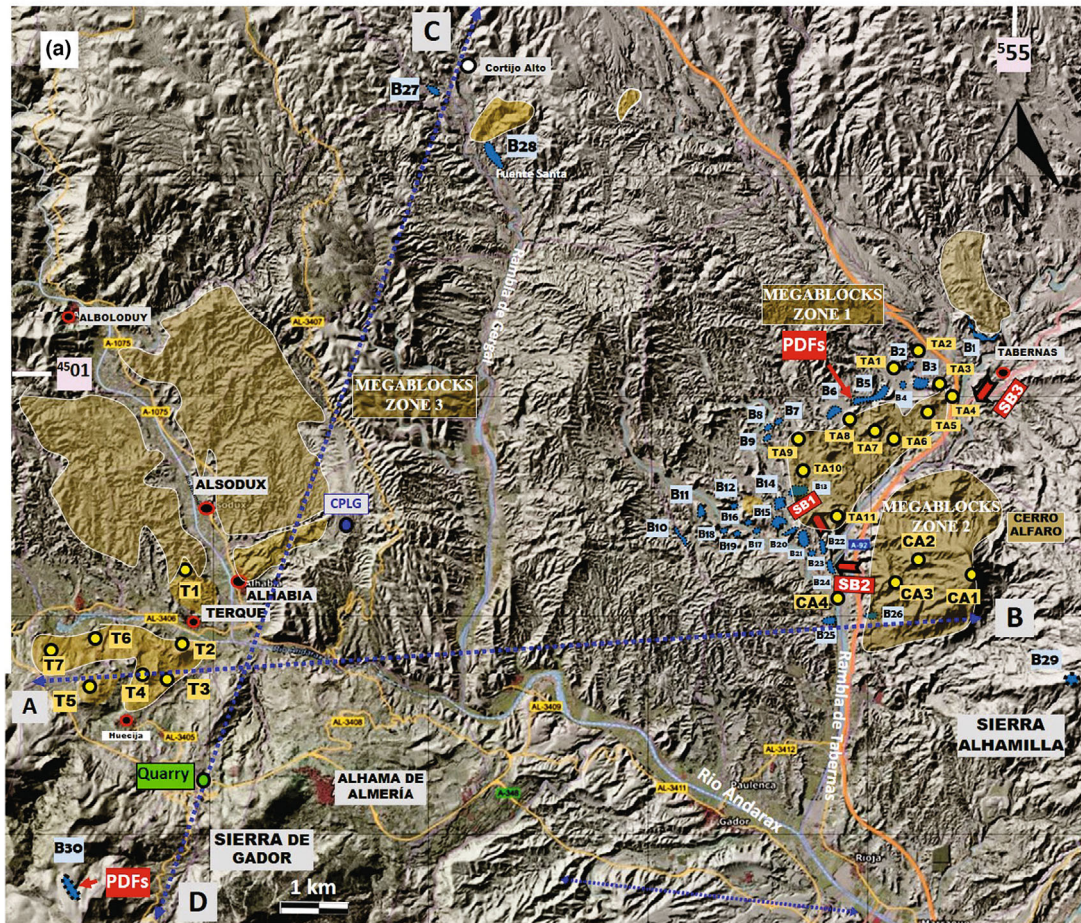 (a)
C
⁵55
Cortijo Alto
B27
B28
Fuente Santa
N
AL-3407
Rambla de Gergal
MEGABLOCKS
ZONE 1
ALBOLODUY
A-1075
⁴⁵01
PDFs
TA1
B2
TA2
B1
TABERNAS
B3
TA3
SB3
B5
B4
TA4
B6
TA5
MEGABLOCKS
ZONE 3
A-1075
B8
B7
TA8
TA7
TA6
B9
TA9
TA10
ALSODUX
CPLG
B11
B12
B14
B13
SB1
B10
B16
B15
TA11
MEGABLOCKS
ZONE 2
CERRO
ALFARO
B18
B19
B17
B20
B21
B22
A-92
CA2
B23
B24
SB2
T1
Alhabia
ALHABIA
CA4
CA3
CA1
AL-3406
TERQUE
B25
B26
B
T6
T2
T7
T5
T4
T3
A
B29
Huecija
AL-3405
AL-3409
AL-3408
SIERRA
ALHAMILLA
Rambla de Tabernas
Quarry
ALHAMA DE
ALMERÍA
A-348
AL-3412
Paulenca
AL-3411
Río Andarax
Gador
SIERRA DE
GADOR
B30
PDFs
Rioja
D
1 km